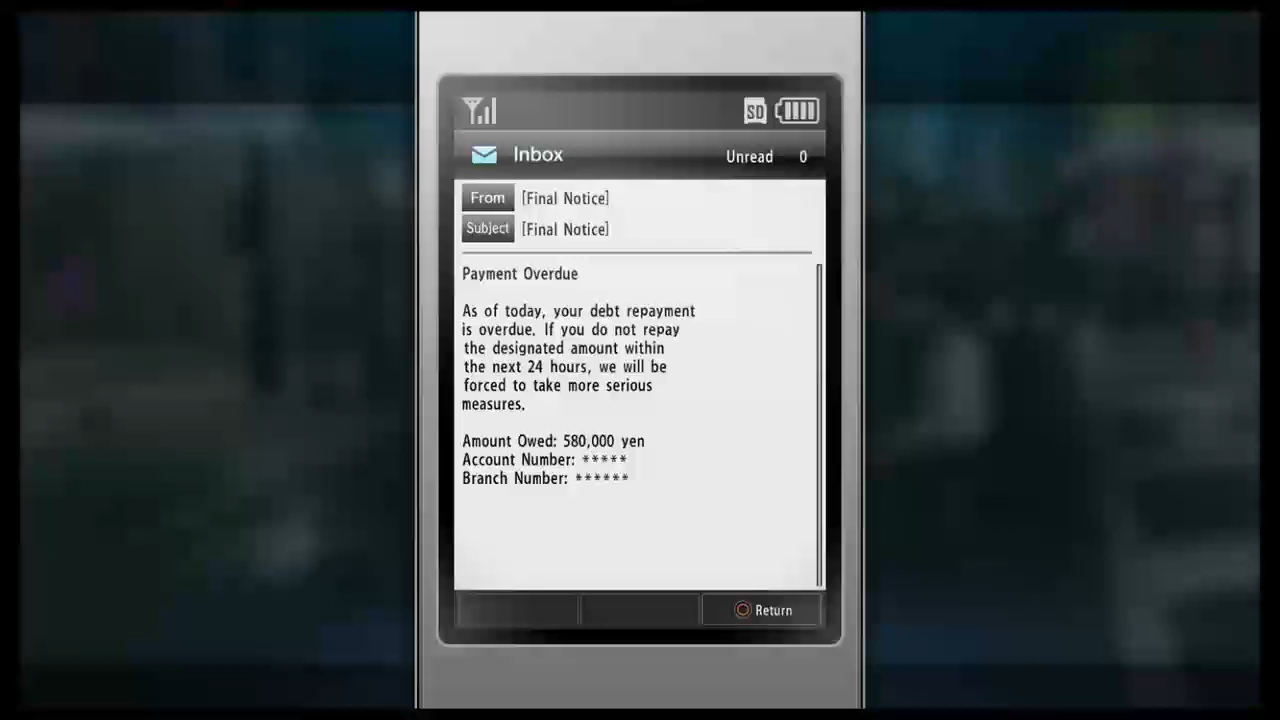 SD
Inbox Unread 0
From [Final Notice]
Subject [Final Notice]
Payment Overdue
As of today, your debt repayment
is overdue. If you do not repay
the designated amount within
the next 24 hours, we will be
forced to take more serious
measures.
Amount Owed: 580,000 yen
Account Number: *****
Branch Number: ******
Return